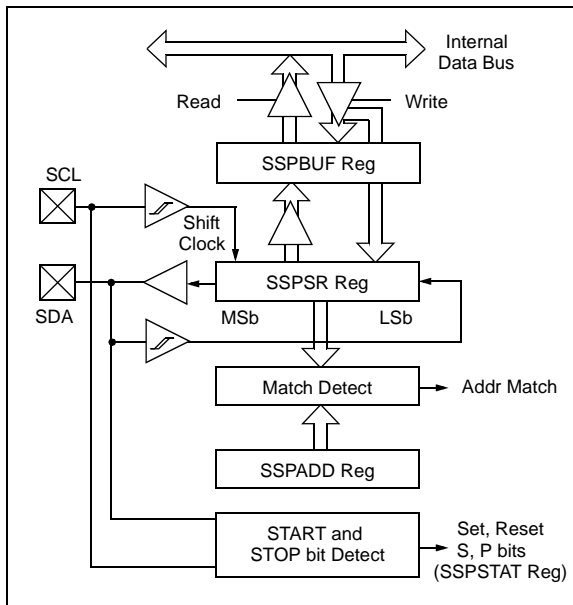 Internal
Data Bus
Read
Write
SSPBUF Reg
SCL
Shift
Clock
SSPSR Reg
SDA
MSb
LSb
Match Detect
Addr Match
SSPADD Reg
START and
STOP bit Detect
Set, Reset
S, P bits
(SSPSTAT Reg)